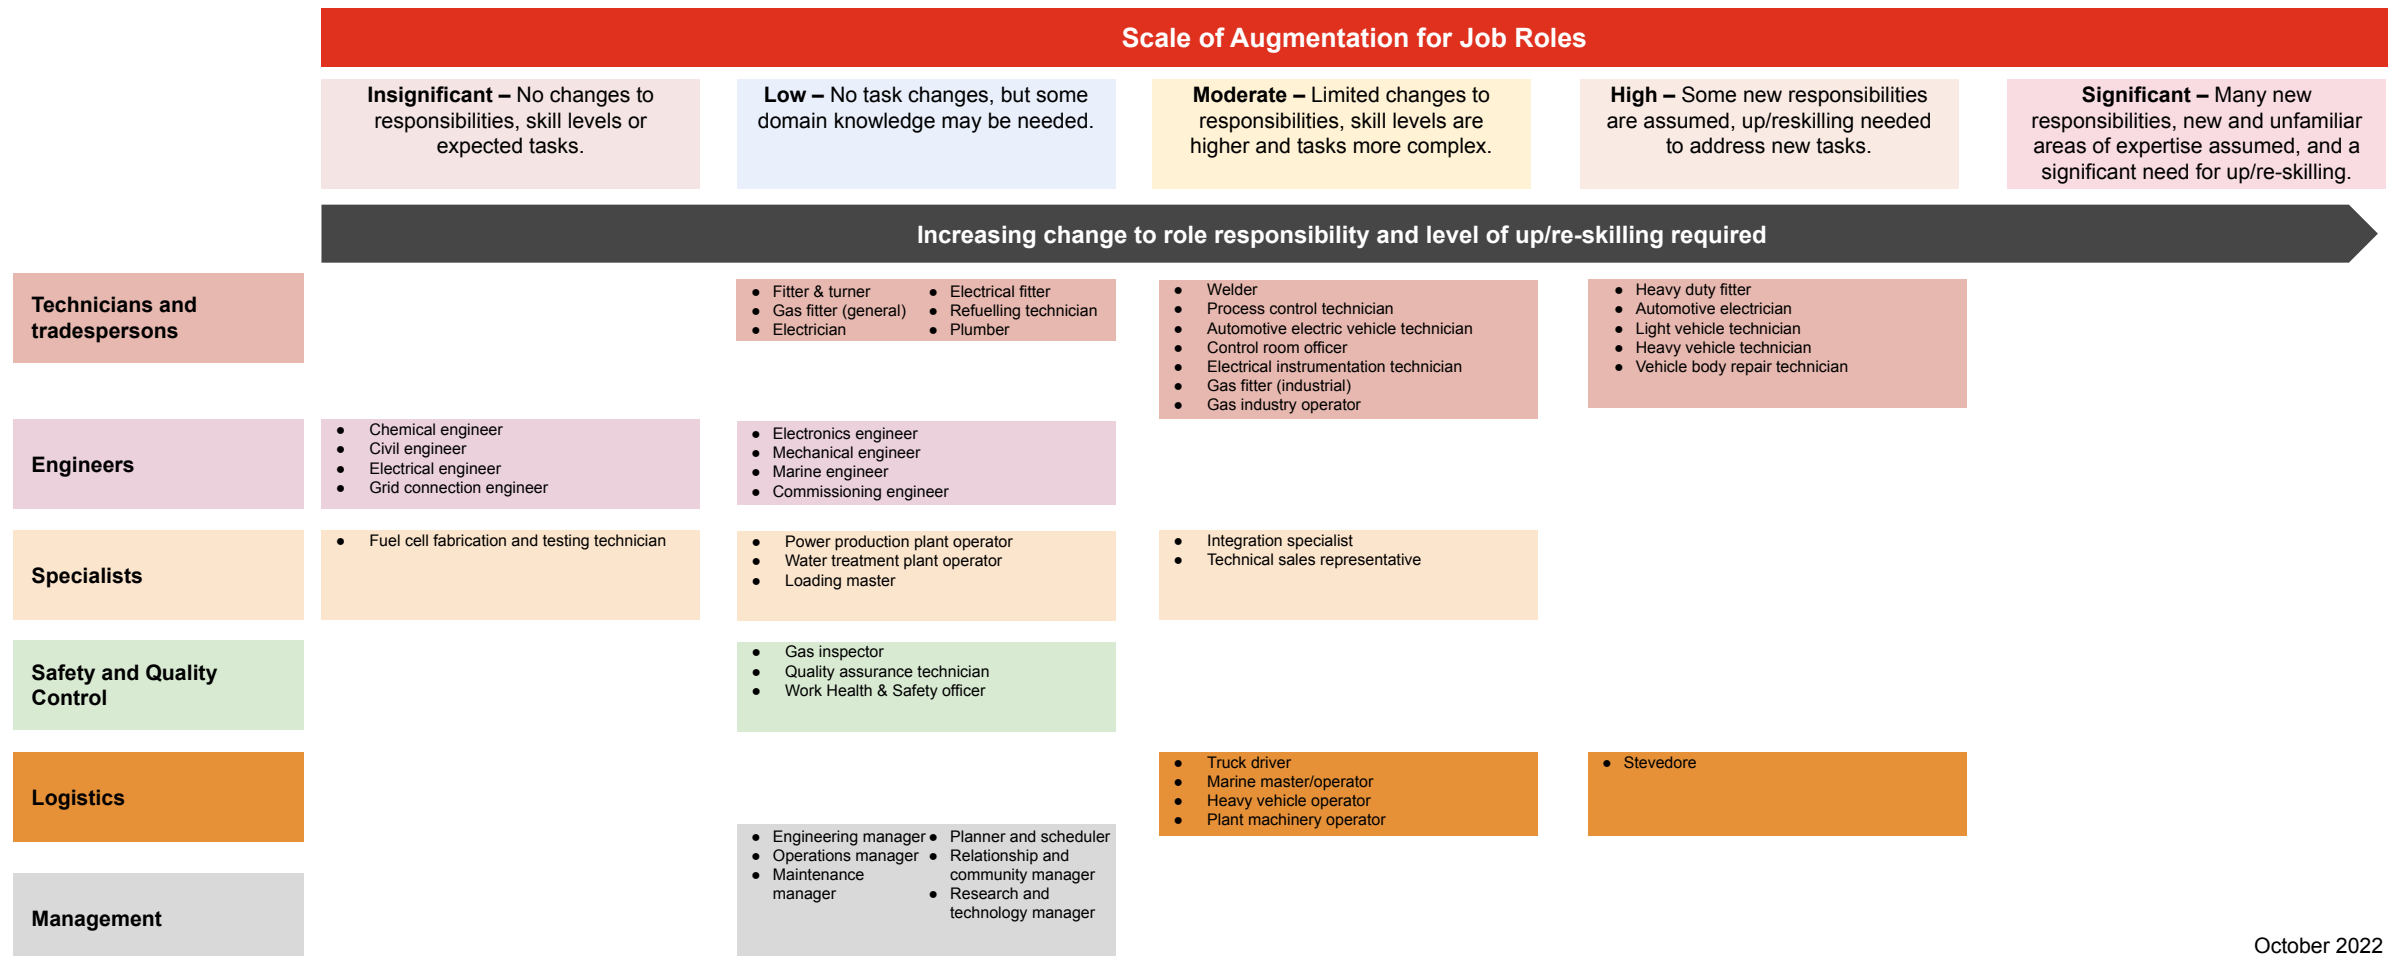 Scale of Augmentation for Job Roles
Insignificant – No changes to
responsibilities, skill levels or
expected tasks.
Low – No task changes, but some
domain knowledge may be needed.
Moderate – Limited changes to
responsibilities, skill levels are
higher and tasks more complex.
High – Some new responsibilities
are assumed, up/reskilling needed
to address new tasks.
Significant – Many new
responsibilities, new and unfamiliar
areas of expertise assumed, and a
significant need for up/re-skilling.
Increasing change to role responsibility and level of up/re-skilling required
Technicians and
tradespersons
● Fitter & turner
● Gas fitter (general)
● Electrician
● Electrical fitter
● Refuelling technician
● Plumber
● Welder
● Process control technician
● Automotive electric vehicle technician
● Control room officer
● Electrical instrumentation technician
● Gas fitter (industrial)
● Gas industry operator
● Heavy duty fitter
● Automotive electrician
● Light vehicle technician
● Heavy vehicle technician
● Vehicle body repair technician
Engineers
● Chemical engineer
● Civil engineer
● Electrical engineer
● Grid connection engineer
● Electronics engineer
● Mechanical engineer
● Marine engineer
● Commissioning engineer
Specialists
● Fuel cell fabrication and testing technician
● Power production plant operator
● Water treatment plant operator
● Loading master
● Integration specialist
● Technical sales representative
Safety and Quality
Control
● Gas inspector
● Quality assurance technician
● Work Health & Safety officer
Logistics
● Truck driver
● Marine master/operator
● Heavy vehicle operator
● Plant machinery operator
● Stevedore
Management
● Engineering manager
● Operations manager
● Maintenance
manager
● Planner and scheduler
● Relationship and
community manager
● Research and
technology manager
October 2022